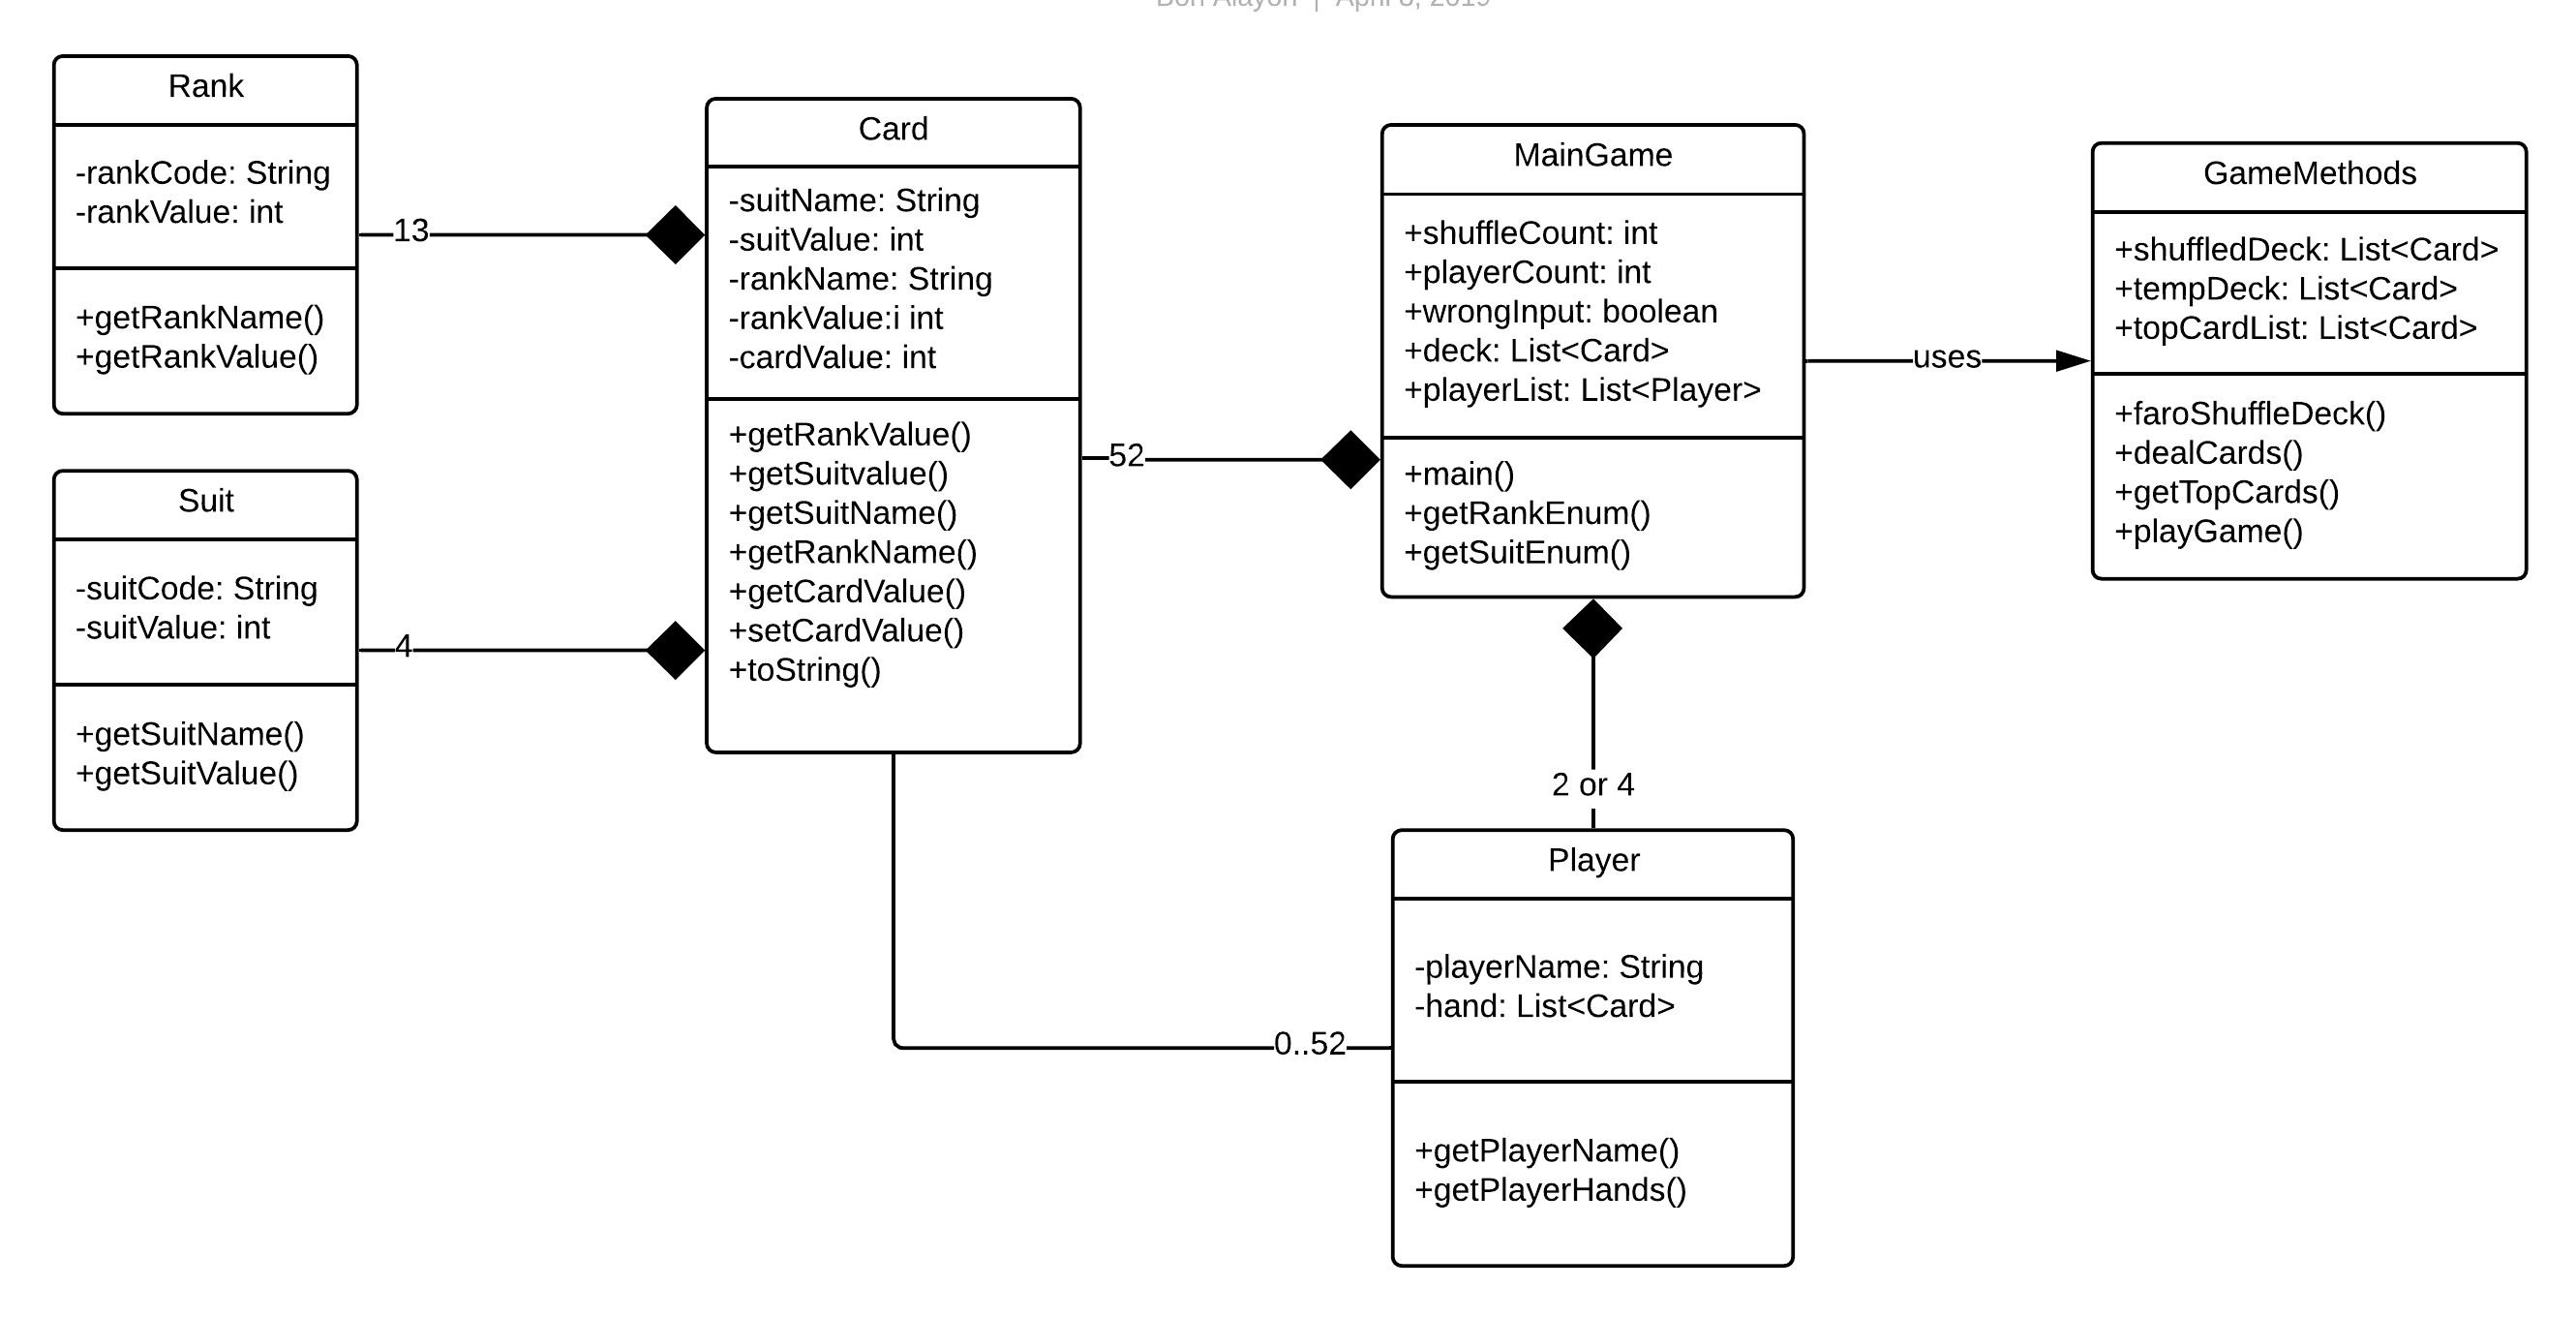 Rank
-rankCode: String
-rankValue: int
+getRankName()
+getRankValue()
13
Suit
-suitCode: String
-suitValue: int
+getSuitName()
+getSuitValue()
4
Card
-suitName: String
-suitValue: int
-rankName: String
-rankValue:i int
-cardValue: int
+getRankValue()
+getSuitvalue()
+getSuitName()
+getRankName()
+getCardValue()
+setCardValue()
+toString()
52
MainGame
+shuffleCount: int
+playerCount: int
+wrongInput: boolean
+deck: List<Card>
+playerList: List<Player>
+main()
+getRankEnum()
+getSuitEnum()
uses
GameMethods
+shuffledDeck: List<Card>
+tempDeck: List<Card>
+topCardList: List<Card>
+faroShuffleDeck()
+dealCards()
+getTopCards()
+playGame()
2 or 4
Player
-playerName: String
-hand: List<Card>
+getPlayerName()
+getPlayerHands()
0..52